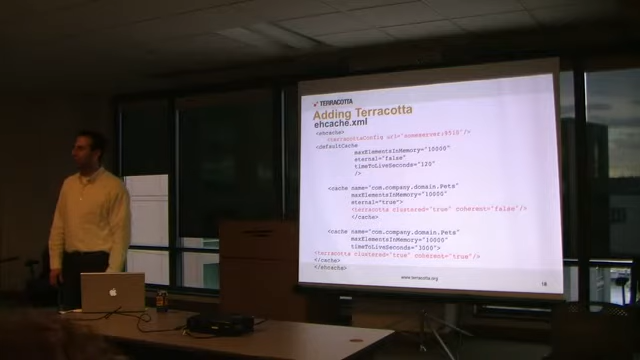 TERRACOTTA
Adding Terracotta
ehcache.xml
<ehcache>
<terracottaConfig url="someserver:9510"/>
<defaultCache
maxElementsInMemory="10000"
eternal="false"
timeToLiveSeconds="120"
/>
<cache name="com.company.domain.Pets"
maxElementsInMemory="10000"
eternal="true">
<terracotta clustered="true" coherent="false"/>
</cache>
<cache name="com.company.domain.Pets"
maxElementsInMemory="10000"
timeToLiveSeconds="3000">
<terracotta clustered="true" coherent="true"/>
</cache>
</ehcache>
www.terracotta.org
18